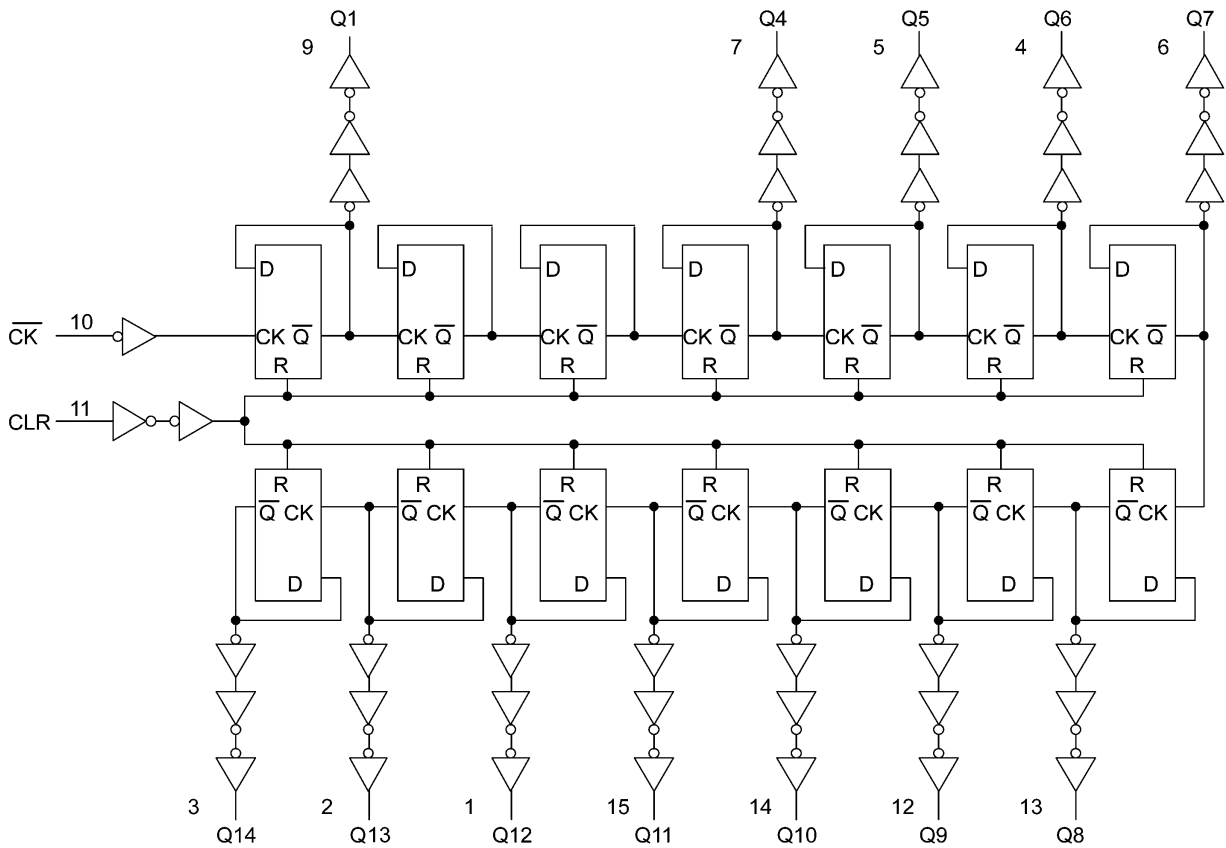 Q1 Q4 Q5 Q6 Q7
9 7 5 4 6
D D D D D D D
C̅K̅ 10
CK Q̅ CK Q̅ CK Q̅ CK Q̅ CK Q̅ CK Q̅ CK Q̅
R R R R R R R
CLR 11
R R R R R R R
Q̅ CK Q̅ CK Q̅ CK Q̅ CK Q̅ CK Q̅ CK Q̅ CK
D D D D D D D
3 2 1 15 14 12 13
Q14 Q13 Q12 Q11 Q10 Q9 Q8